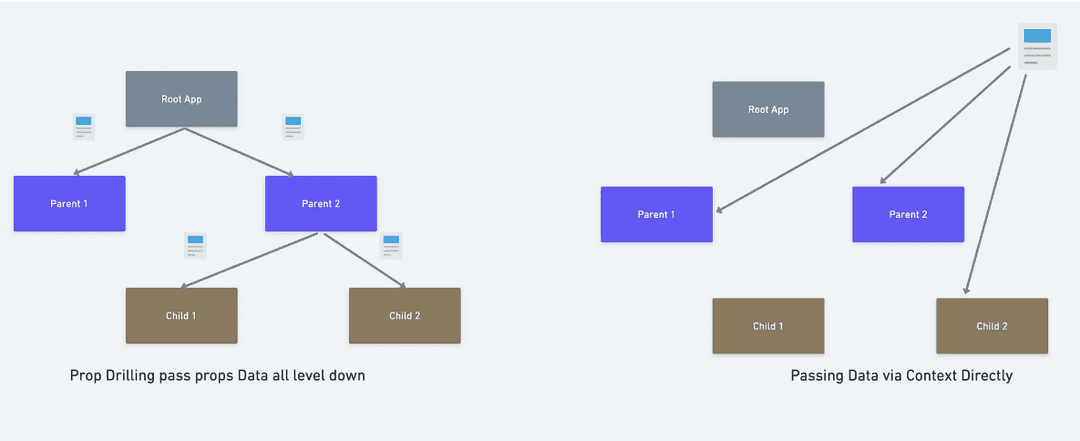 Root App
Parent 1
Parent 2
Child 1
Child 2
Prop Drilling pass props Data all level down
Root App
Parent 1
Parent 2
Child 1
Child 2
Passing Data via Context Directly